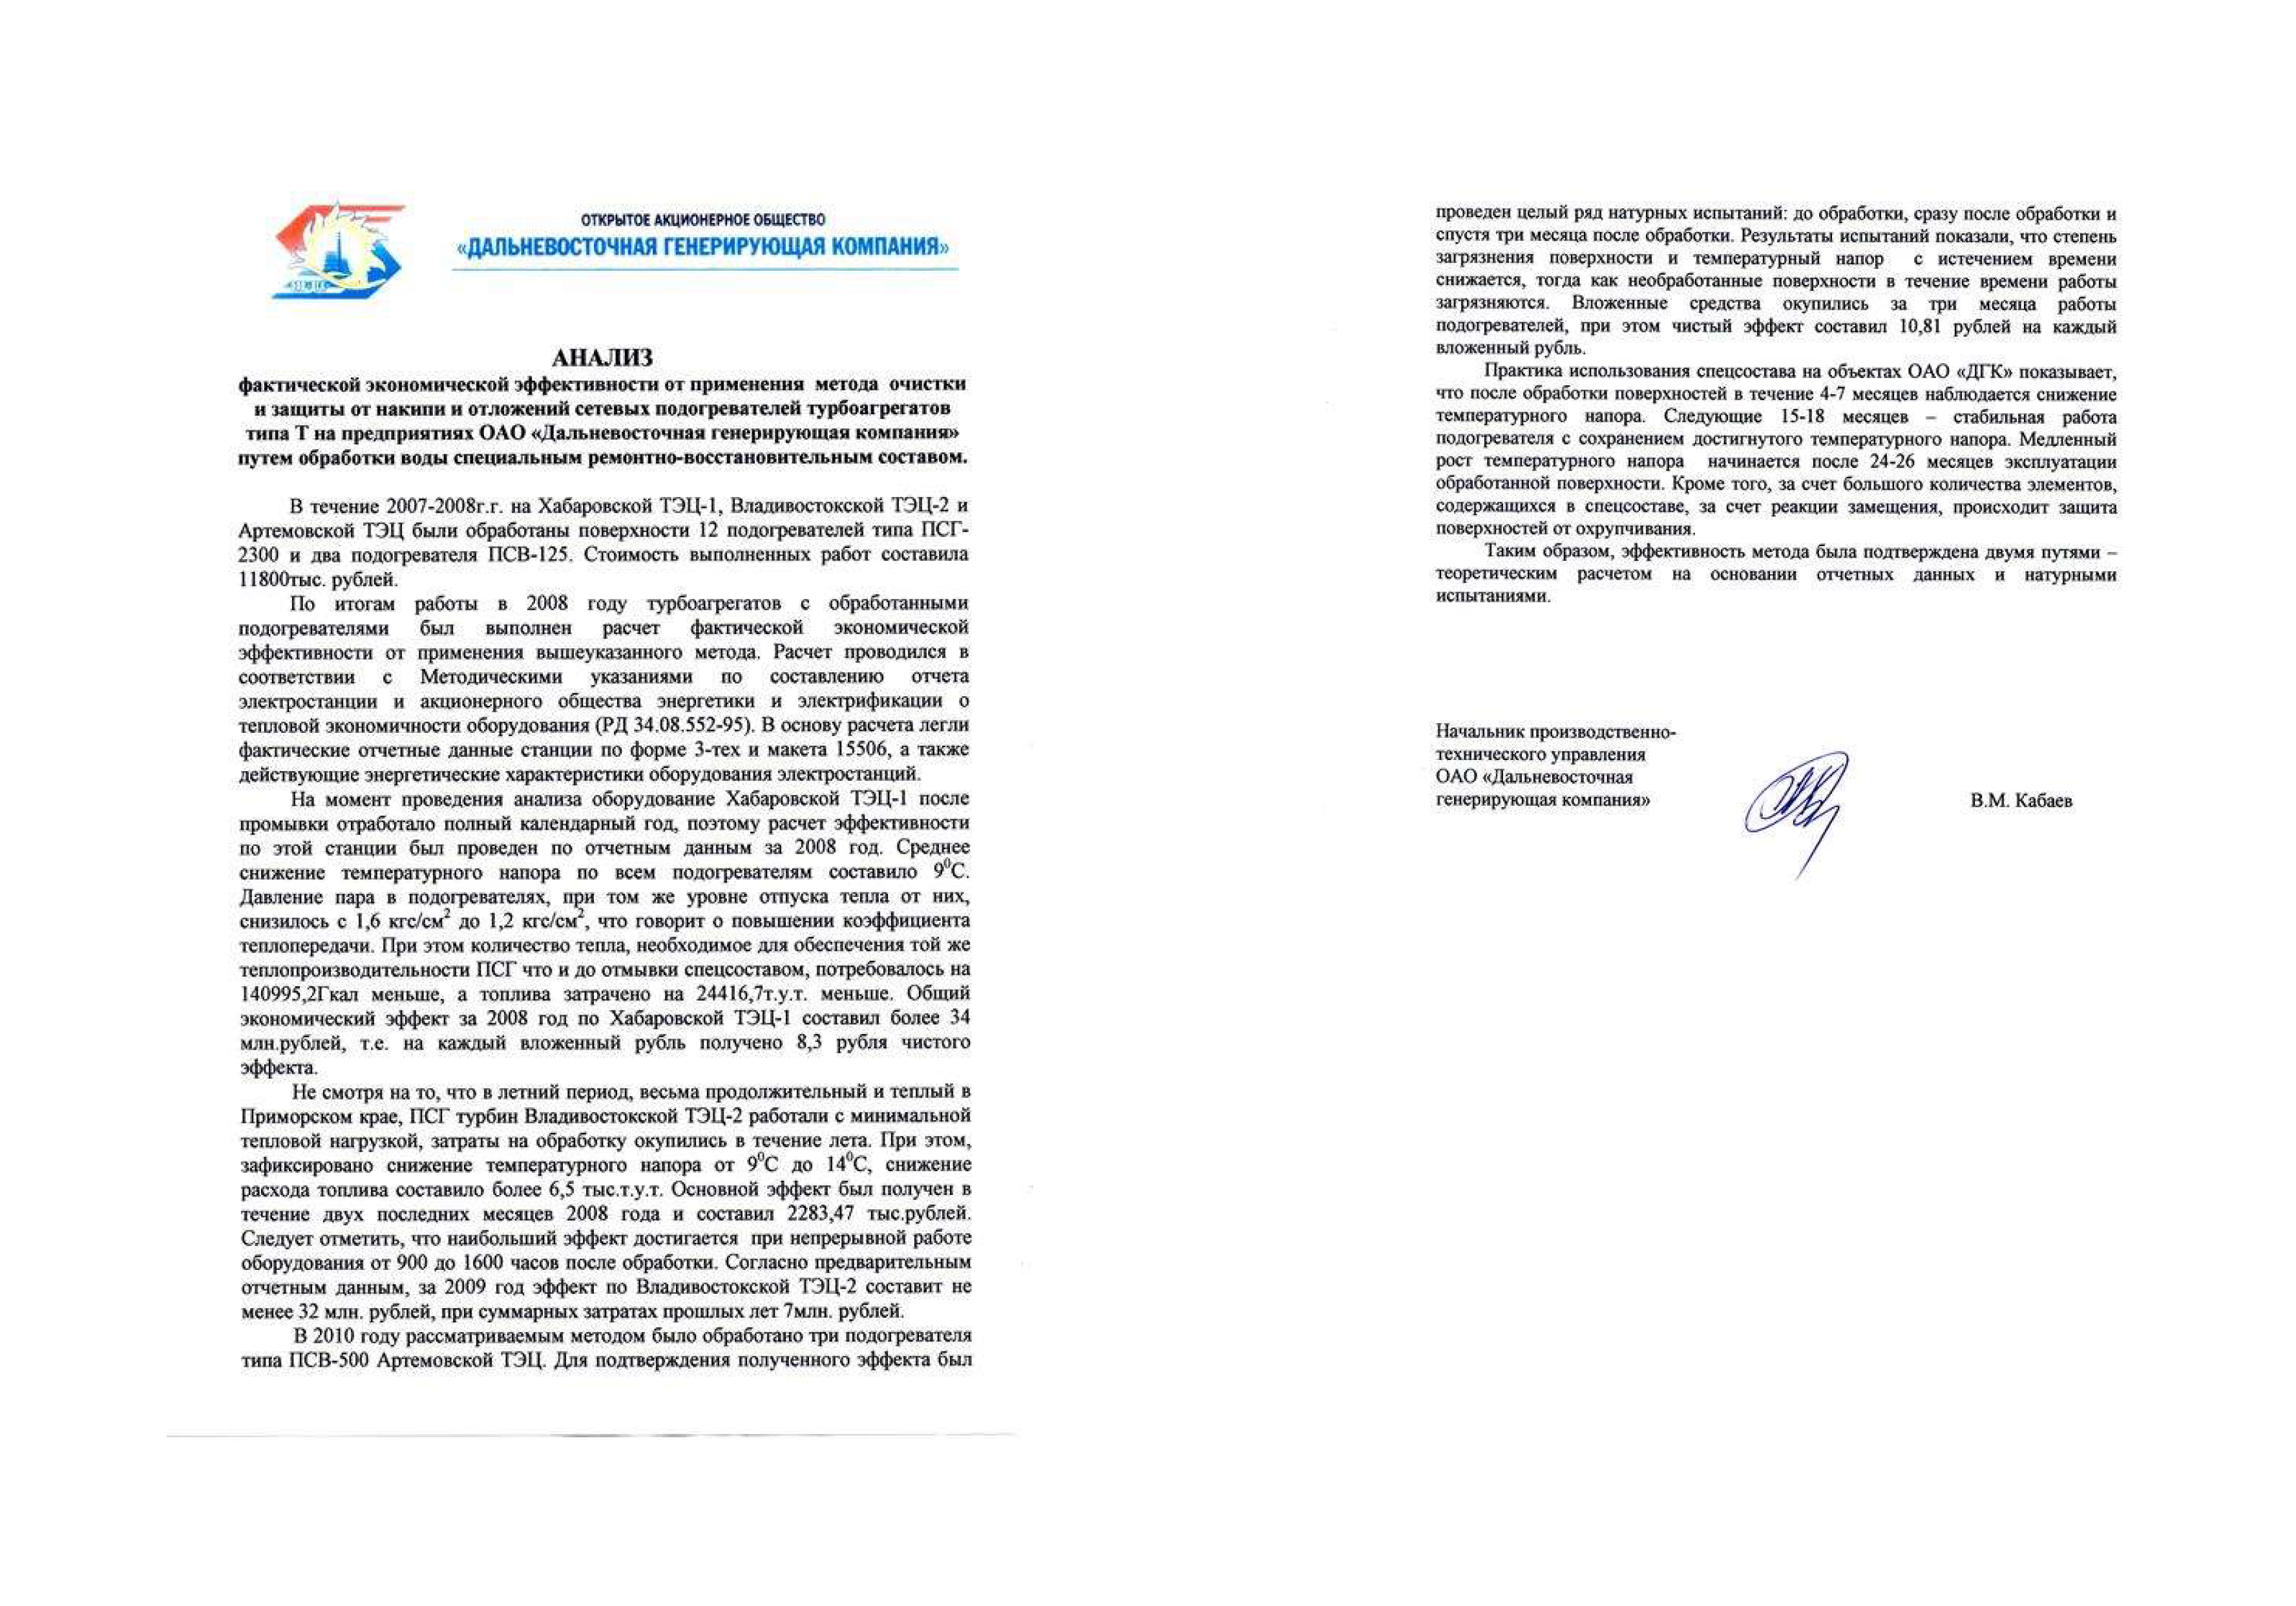 ОТКРЫТОЕ АКЦИОНЕРНОЕ ОБЩЕСТВО
«ДАЛЬНЕВОСТОЧНАЯ ГЕНЕРИРУЮЩАЯ КОМПАНИЯ»
АНАЛИЗ
фактической экономической эффективности от применения метода очистки
и защиты от накипи и отложений сетевых подогревателей турбоагрегатов
типа Т на предприятиях ОАО «Дальневосточная генерирующая компания»
путем обработки воды специальным ремонтно-восстановительным составом.
В течение 2007-2008г.г. на Хабаровской ТЭЦ-1, Владивостокской ТЭЦ-2 и
Артемовской ТЭЦ были обработаны поверхности 12 подогревателей типа ПСГ-
2300 и два подогревателя ПСВ-125. Стоимость выполненных работ составила
11800тыс. рублей.
По итогам работы в 2008 году турбоагрегатов с обработанными
подогревателями был выполнен расчет фактической экономической
эффективности от применения вышеуказанного метода. Расчет проводился в
соответствии с Методическими указаниями по составлению отчета
электростанции и акционерного общества энергетики и электрификации о
тепловой экономичности оборудования (РД 34.08.552-95). В основу расчета легли
фактические отчетные данные станции по форме 3-тех и макета 15506, а также
действующие энергетические характеристики оборудования электростанций.
На момент проведения анализа оборудование Хабаровской ТЭЦ-1 после
промывки отработало полный календарный год, поэтому расчет эффективности
по этой станции был проведен по отчетным данным за 2008 год. Среднее
снижение температурного напора по всем подогревателям составило 9⁰С.
Давление пара в подогревателях, при том же уровне отпуска тепла от них,
снизилось с 1,6 кгс/см² до 1,2 кгс/см², что говорит о повышении коэффициента
теплопередачи. При этом количество тепла, необходимое для обеспечения той же
теплопроизводительности ПСГ что и до отмывки спецсоставом, потребовалось на
140995,2Гкал меньше, а топлива затрачено на 24416,7т.у.т. меньше. Общий
экономический эффект за 2008 год по Хабаровской ТЭЦ-1 составил более 34
млн.рублей, т.е. на каждый вложенный рубль получено 8,3 рубля чистого
эффекта.
Не смотря на то, что в летний период, весьма продолжительный и теплый в
Приморском крае, ПСГ турбин Владивостокской ТЭЦ-2 работали с минимальной
тепловой нагрузкой, затраты на обработку окупились в течение лета. При этом,
зафиксировано снижение температурного напора от 9⁰С до 14⁰С, снижение
расхода топлива составило более 6,5 тыс.т.у.т. Основной эффект был получен в
течение двух последних месяцев 2008 года и составил 2283,47 тыс.рублей.
Следует отметить, что наибольший эффект достигается при непрерывной работе
оборудования от 900 до 1600 часов после обработки. Согласно предварительным
отчетным данным, за 2009 год эффект по Владивостокской ТЭЦ-2 составит не
менее 32 млн. рублей, при суммарных затратах прошлых лет 7млн. рублей.
В 2010 году рассматриваемым методом было обработано три подогревателя
типа ПСВ-500 Артемовской ТЭЦ. Для подтверждения полученного эффекта был
проведен целый ряд натурных испытаний: до обработки, сразу после обработки и
спустя три месяца после обработки. Результаты испытаний показали, что степень
загрязнения поверхности и температурный напор с истечением времени
снижается, тогда как необработанные поверхности в течение времени работы
загрязняются. Вложенные средства окупились за три месяца работы
подогревателей, при этом чистый эффект составил 10,81 рублей на каждый
вложенный рубль.
Практика использования спецсостава на объектах ОАО «ДГК» показывает,
что после обработки поверхностей в течение 4-7 месяцев наблюдается снижение
температурного напора. Следующие 15-18 месяцев – стабильная работа
подогревателя с сохранением достигнутого температурного напора. Медленный
рост температурного напора начинается после 24-26 месяцев эксплуатации
обработанной поверхности. Кроме того, за счет большого количества элементов,
содержащихся в спецсоставе, за счет реакции замещения, происходит защита
поверхностей от охрупчивания.
Таким образом, эффективность метода была подтверждена двумя путями –
теоретическим расчетом на основании отчетных данных и натурными
испытаниями.
Начальник производственно-
технического управления
ОАО «Дальневосточная
генерирующая компания»
В.М. Кабаев